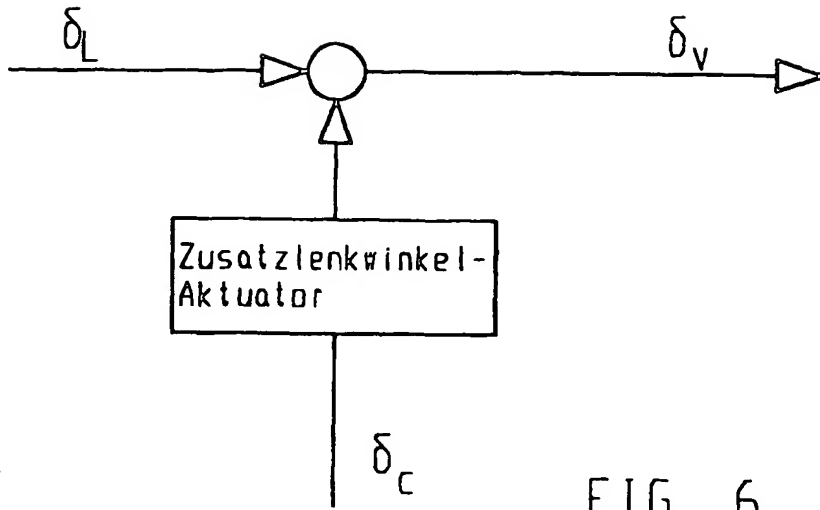 δL
δv
Zusatzlenkwinkel-
Aktuator
δc
FIG. 6